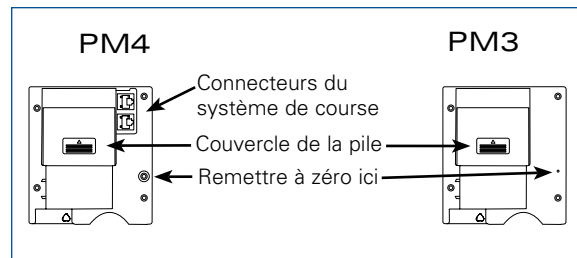 PM4
PM3
Connecteurs du
système de course
Couvercle de la pile
Remettre à zéro ici